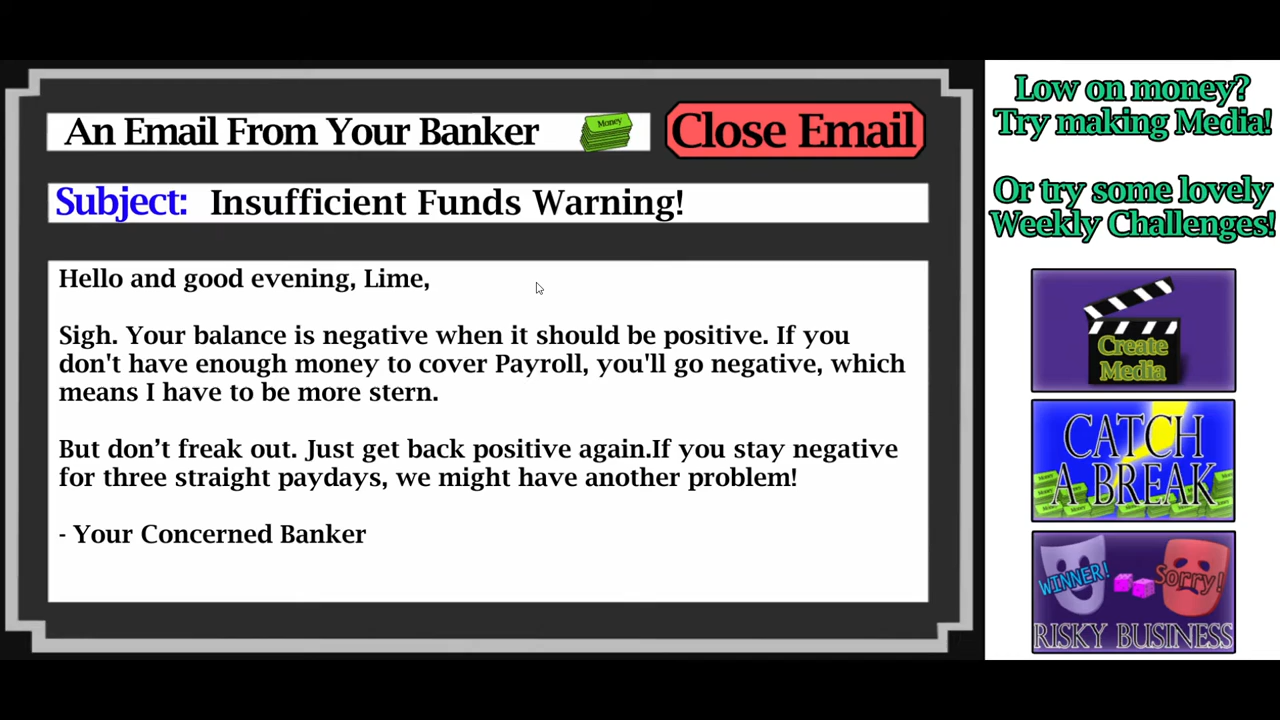 An Email From Your Banker
Money
Close Email
Subject: Insufficient Funds Warning!
Hello and good evening, Lime,
Sigh. Your balance is negative when it should be positive. If you
don't have enough money to cover Payroll, you'll go negative, which
means I have to be more stern.
But don’t freak out. Just get back positive again.If you stay negative
for three straight paydays, we might have another problem!
- Your Concerned Banker
Low on money?
Try making Media!
Or try some lovely
Weekly Challenges!
Create
Media
CATCH
A BREAK
WINNER!
Sorry!
RISKY BUSINESS